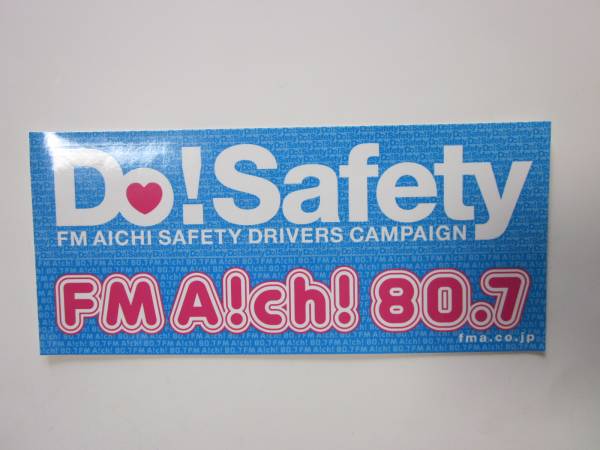 Do!Safety
FM AICHI SAFETY DRIVERS CAMPAIGN
FM A!ch! 80.7
fma.co.jp